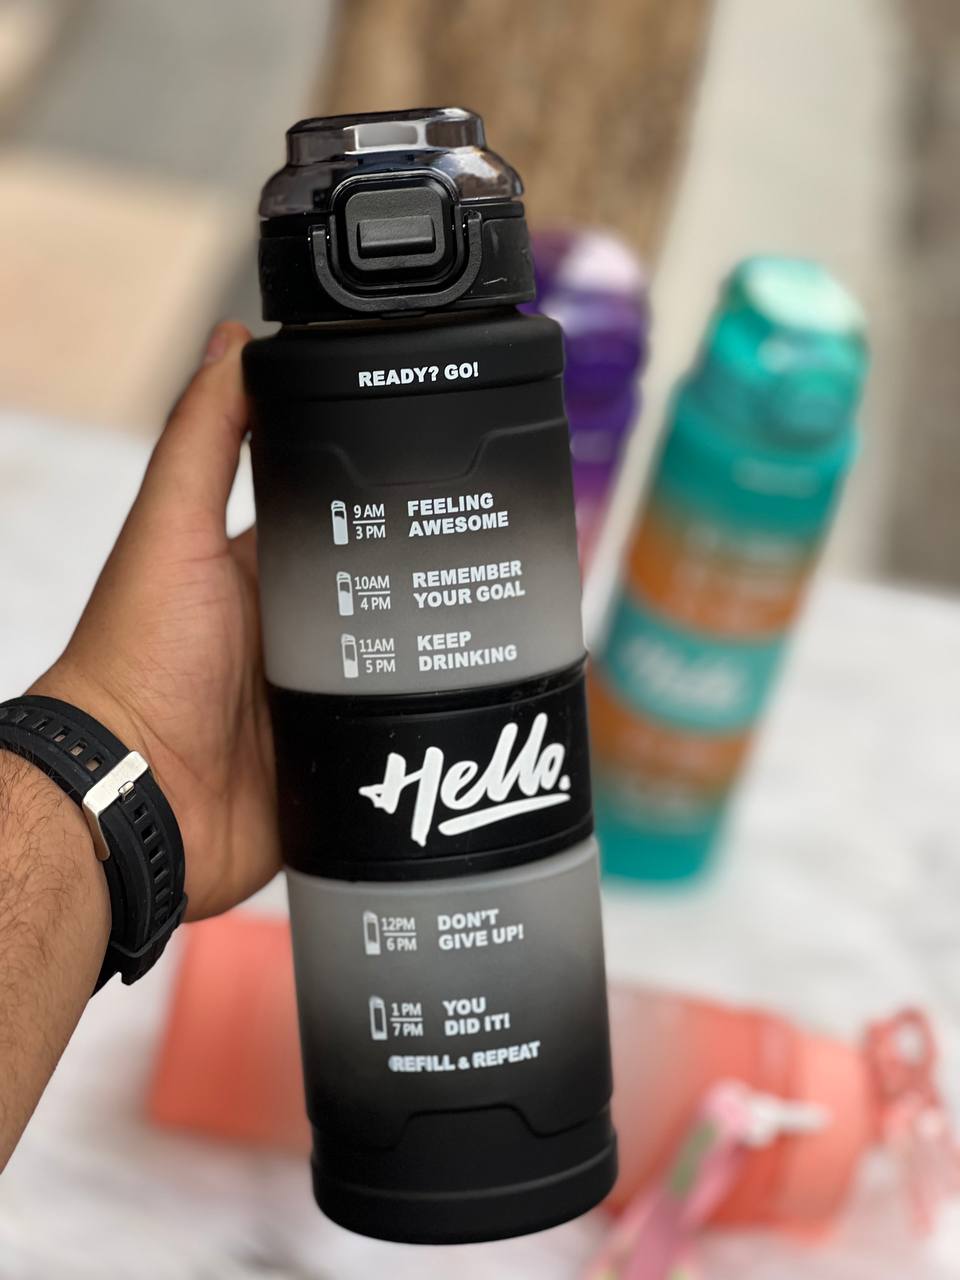 READY? GO!
9 AM
3 PM
FEELING
AWESOME
10AM
4 PM
REMEMBER
YOUR GOAL
11AM
5 PM
KEEP
DRINKING
Hello.
12PM
6 PM
DON'T
GIVE UP!
1 PM
7 PM
YOU
DID IT!
REFILL & REPEAT
Hello.